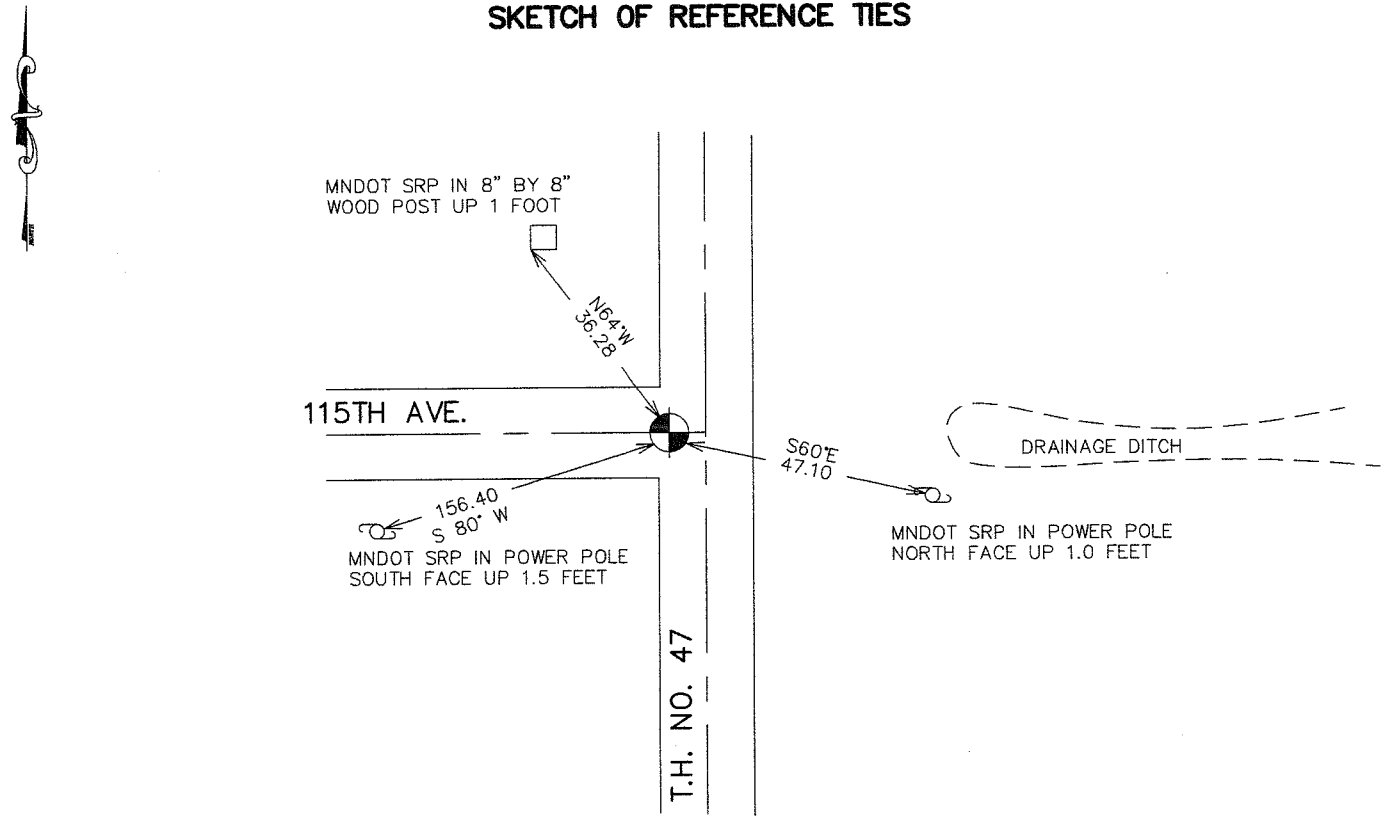 SKETCH OF REFERENCE TIES
NORTH
MNDOT SRP IN 8" BY 8"
WOOD POST UP 1 FOOT
N64°W
36.28
115TH AVE.
S60°E
47.10
DRAINAGE DITCH
156.40
S 80° W
MNDOT SRP IN POWER POLE
SOUTH FACE UP 1.5 FEET
MNDOT SRP IN POWER POLE
NORTH FACE UP 1.0 FEET
T.H. NO. 47